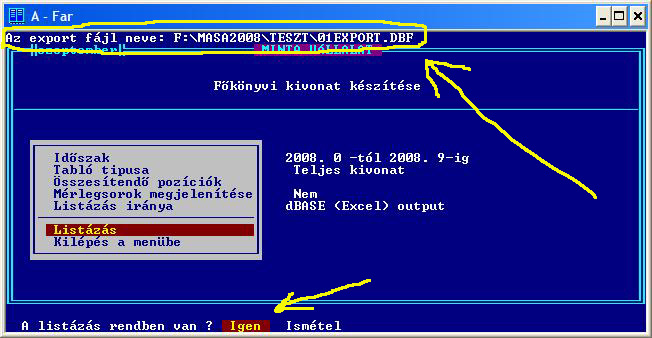 A - Far
Az export fájl neve: F:\MASA2008\TESZT\01EXPORT.DBF
szeptember MINTA VÁLLALAT
Főkönyvi kivonat készítése
Időszak 2008. 0 -tól 2008. 9-ig
Tabló tipusa Teljes kivonat
Összesítendő pozíciók
Mérlegsorok megjelenítése Nem
Listázás iránya dBASE (Excel) output
Listázás
Kilépés a menübe
A listázás rendben van ? Igen Ismétel